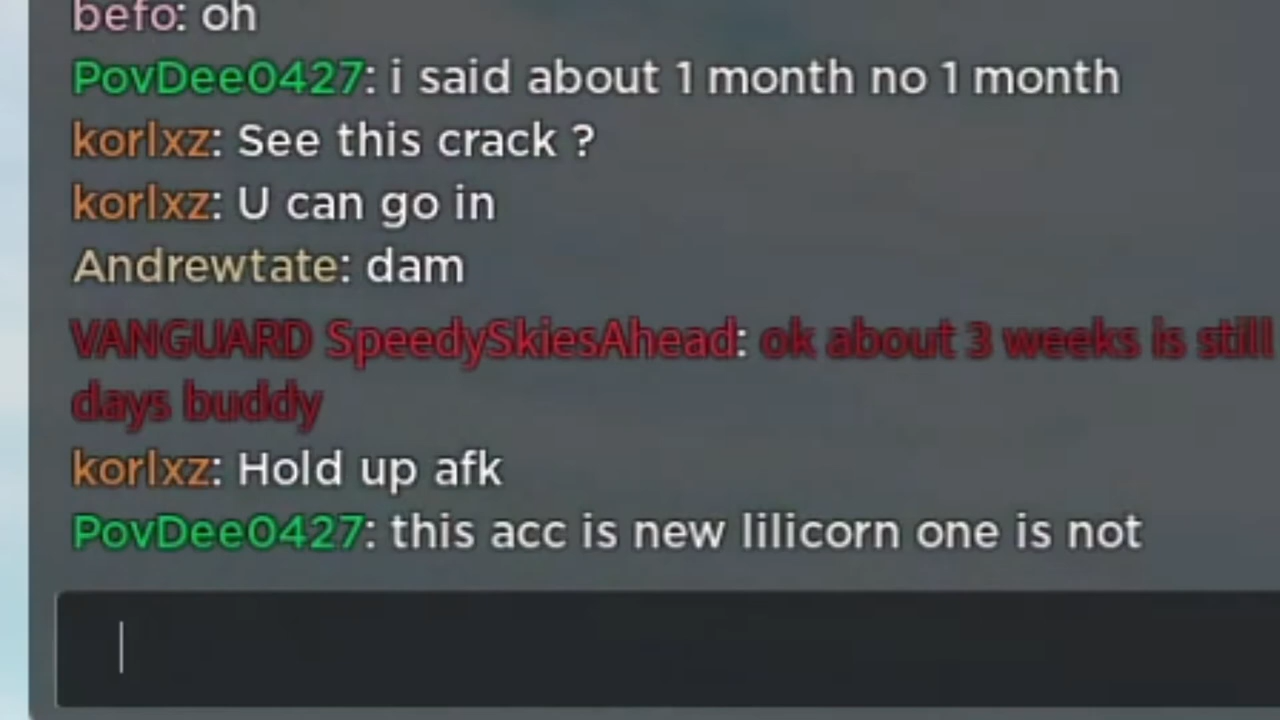 befo: oh
PovDee0427: i said about 1 month no 1 month
korlxz: See this crack ?
korlxz: U can go in
Andrewtate: dam
VANGUARD SpeedySkiesAhead: ok about 3 weeks is still
days buddy
korlxz: Hold up afk
PovDee0427: this acc is new lilicorn one is not